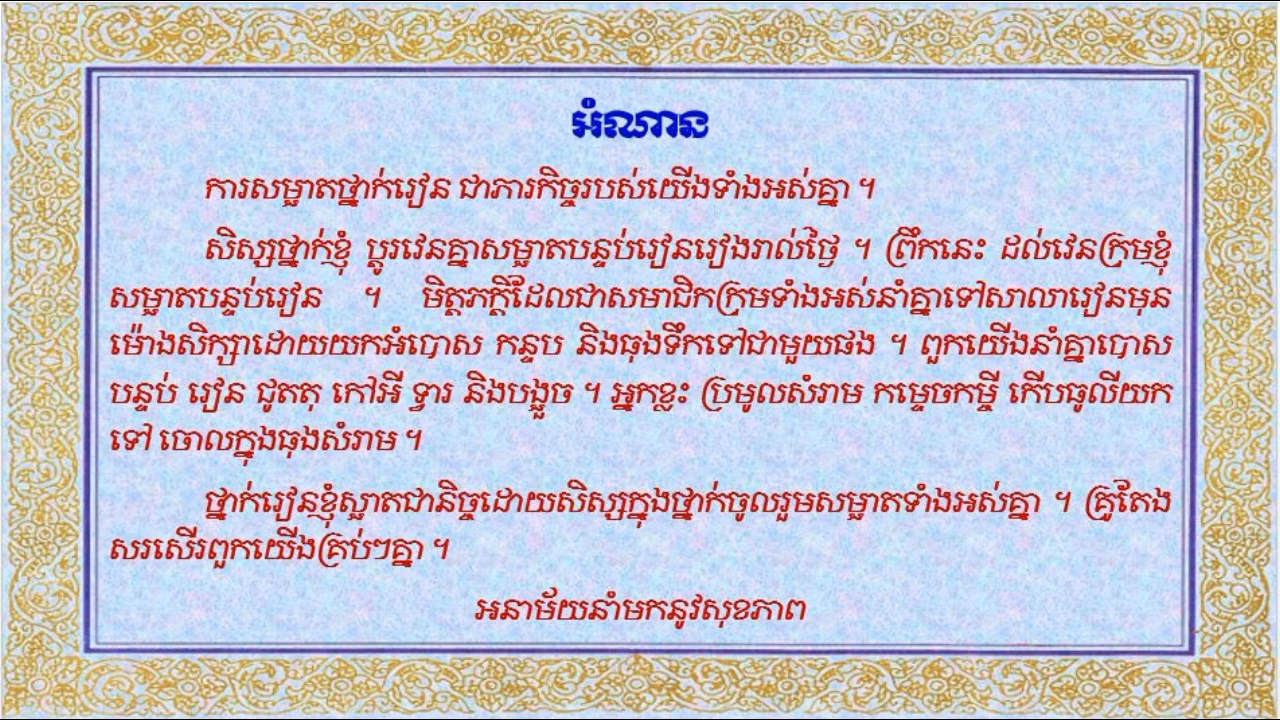 អំណាន
ការសម្អាតថ្នាក់រៀន ជាភារកិច្ចរបស់យើងទាំងអស់គ្នា ។
សិស្សថ្នាក់ខ្ញុំ ប្តូរវេនគ្នាសម្អាតបន្ទប់រៀនរៀងរាល់ថ្ងៃ ។ ព្រឹកនេះ ដល់វេនក្រុមខ្ញុំ
សម្អាតបន្ទប់រៀន ។ មិត្តភក្តិដែលជាសមាជិកក្រុមទាំងអស់នាំគ្នាទៅសាលារៀនមុន
ម៉ោងសិក្សាដោយយកអំបោស កន្ទប និងធុងទឹកទៅជាមួយផង ។ ពួកយើងនាំគ្នាបោស
បន្ទប់ រៀន ជូតតុ កៅអី ទ្វារ និងបង្អួច ។ អ្នកខ្លះ ប្រមូលសំរាម កម្ទេចកម្ទី កើបធូលីយក
ទៅ ចោលក្នុងធុងសំរាម ។
ថ្នាក់រៀនខ្ញុំស្អាតជានិច្ចដោយសិស្សក្នុងថ្នាក់ចូលរួមសម្អាតទាំងអស់គ្នា ។ គ្រូតែង
សរសើរពួកយើងគ្រប់ៗគ្នា ។
អនាម័យនាំមកនូវសុខភាព